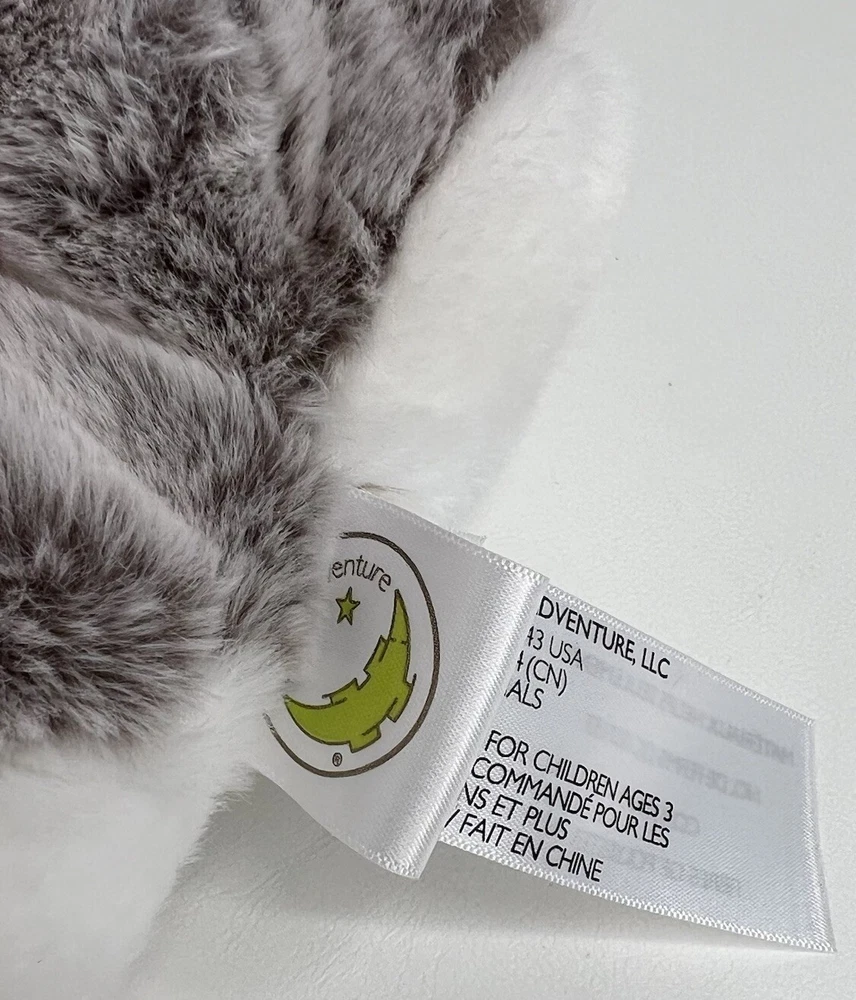 enture
®
DVENTURE, LLC
43 USA
(CN)
ALS
FOR CHILDREN AGES 3
COMMANDÉ POUR LES
NS ET PLUS
/ FAIT EN CHINE